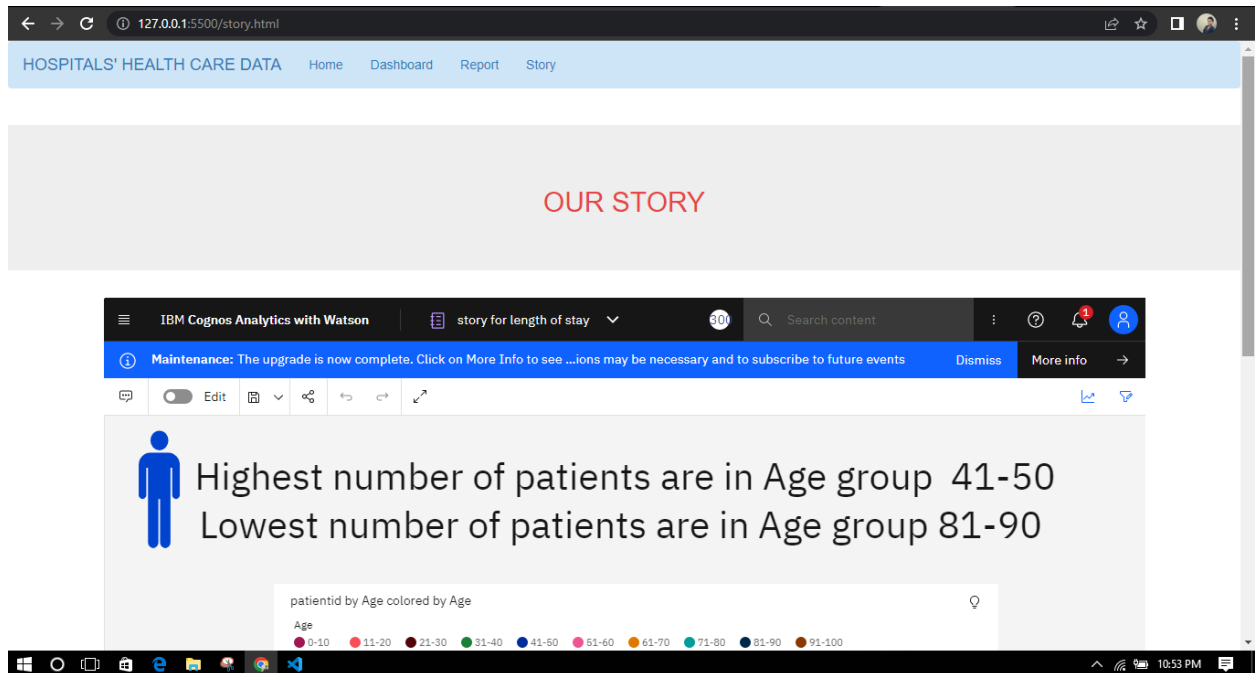 127.0.0.1:5500/story.html
HOSPITALS' HEALTH CARE DATA Home Dashboard Report Story
OUR STORY
IBM Cognos Analytics with Watson story for length of stay 30 Search content 1
Maintenance: The upgrade is now complete. Click on More Info to see ...ions may be necessary and to subscribe to future events Dismiss More info
Edit
Highest number of patients are in Age group 41-50
Lowest number of patients are in Age group 81-90
patientid by Age colored by Age
Age
0-10 11-20 21-30 31-40 41-50 51-60 61-70 71-80 81-90 91-100
10:53 PM